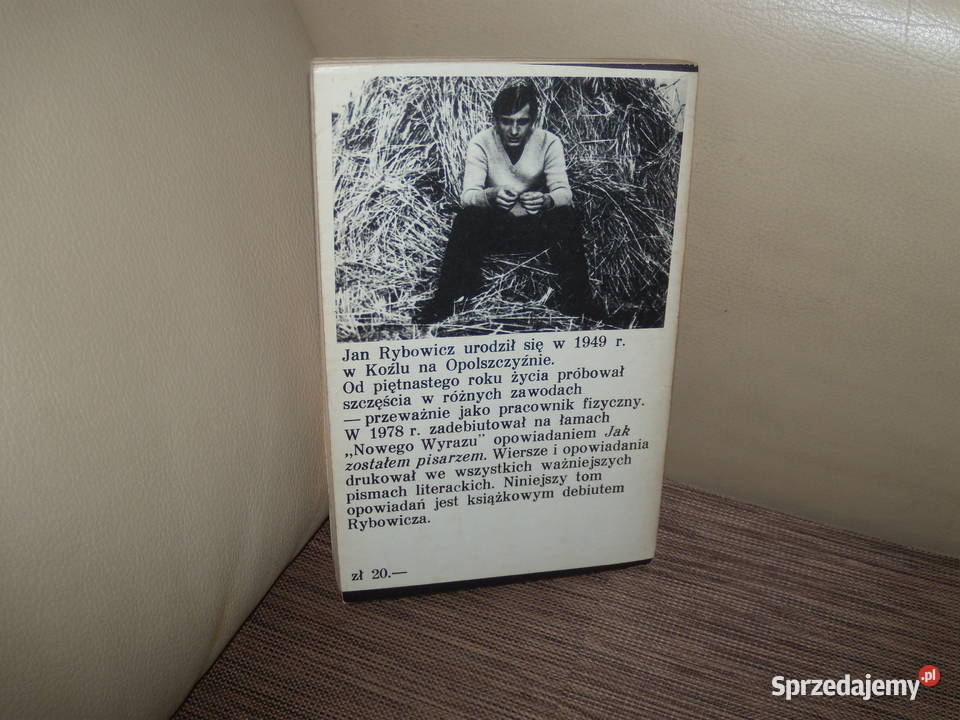 Jan Rybowicz urodził się w 1949 r.
w Koźlu na Opolszczyźnie.
Od piętnastego roku życia próbował
szczęścia w różnych zawodach
— przeważnie jako pracownik fizyczny.
W 1978 r. zadebiutował na łamach
„Nowego Wyrazu" opowiadaniem Jak
zostałem pisarzem. Wiersze i opowiadania
drukował we wszystkich ważniejszych
pismach literackich. Niniejszy tom
opowiadań jest książkowym debiutem
Rybowicza.
zł 20.—
Sprzedajemy.pl